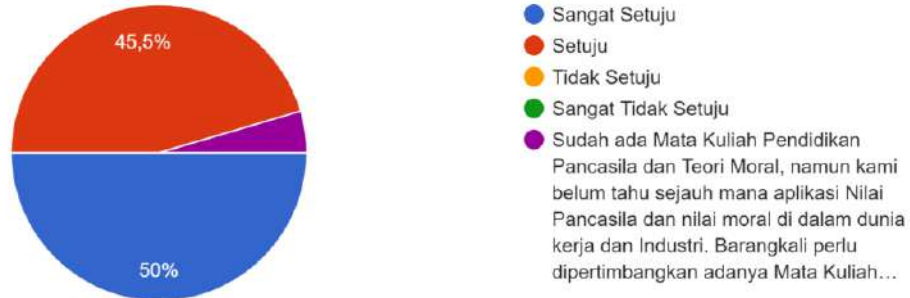 45,5%
50%
Sangat Setuju
Setuju
Tidak Setuju
Sangat Tidak Setuju
Sudah ada Mata Kuliah Pendidikan
Pancasila dan Teori Moral, namun kami
belum tahu sejauh mana aplikasi Nilai
Pancasila dan nilai moral di dalam dunia
kerja dan Industri. Barangkali perlu
dipertimbangkan adanya Mata Kuliah…